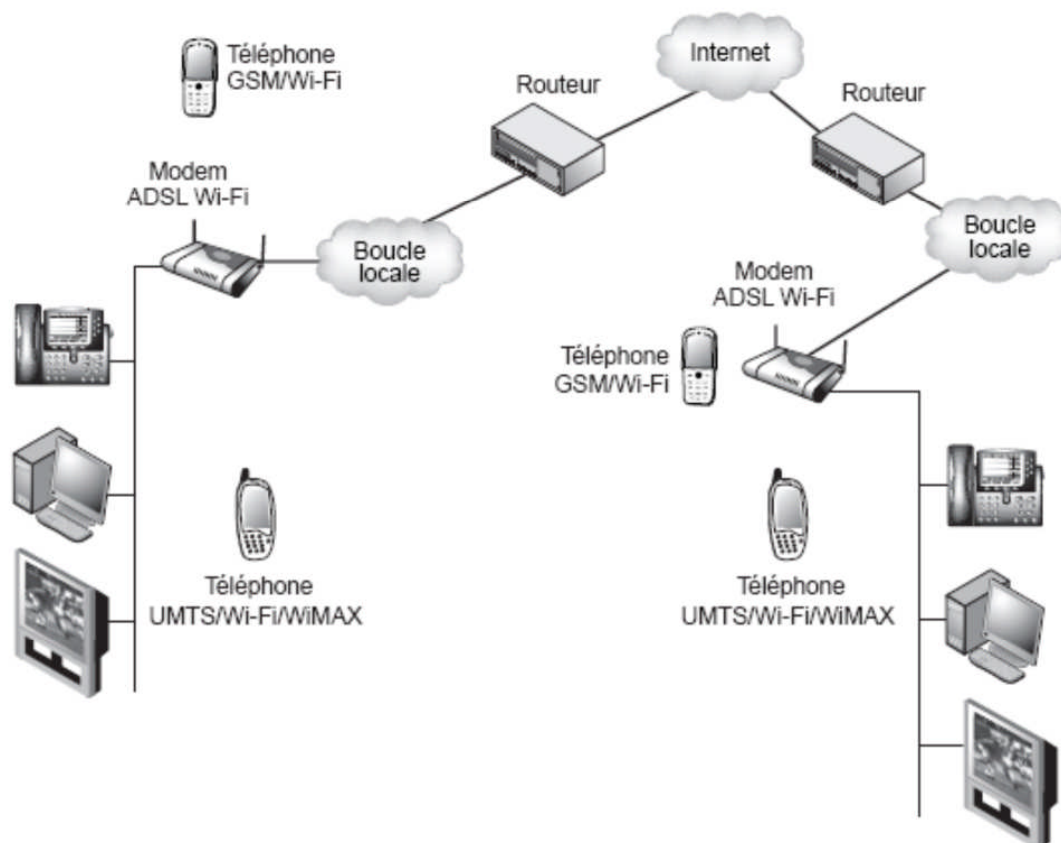 Téléphone
GSM/Wi-Fi
Internet
Routeur
Routeur
Modem
ADSL Wi-Fi
Boucle
locale
Boucle
locale
Modem
ADSL Wi-Fi
Téléphone
GSM/Wi-Fi
Téléphone
UMTS/Wi-Fi/WiMAX
Téléphone
UMTS/Wi-Fi/WiMAX